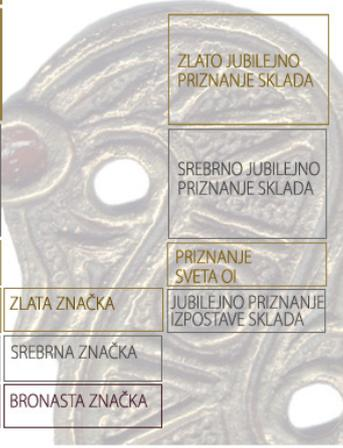 ZLATO JUBILEJNO
PRIZNANJE SKLADA
SREBRNO JUBILEJNO
PRIZNANJE SKLADA
PRIZNANJE
SVETA OI
ZLATA ZNAČKA
JUBILEJNO PRIZNANJE
IZPOSTAVE SKLADA
SREBRNA ZNAČKA
BRONASTA ZNAČKA